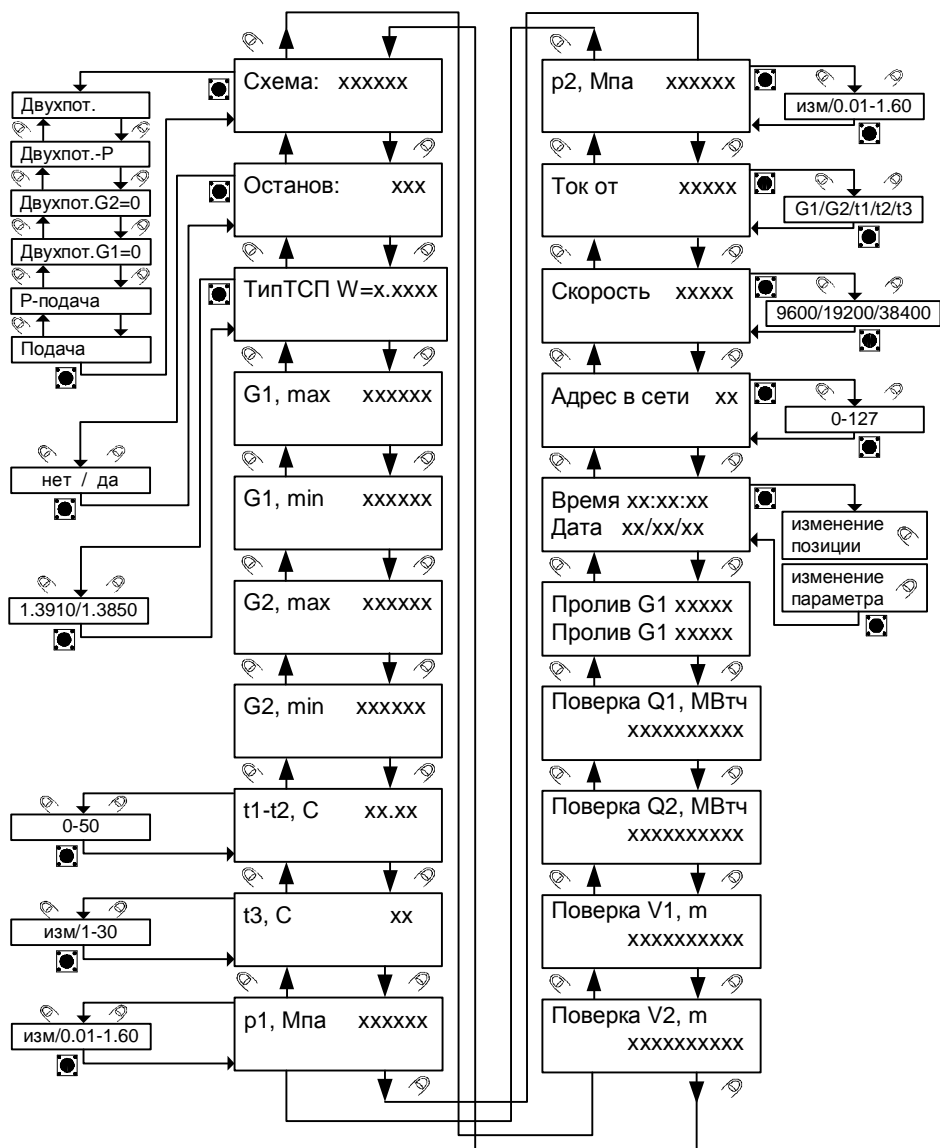 Схема: xxxxxx
Двухпот.
Двухпот.-Р
Двухпот.G2=0
Двухпот.G1=0
Р-подача
Подача
Останов: xxx
нет / да
ТипТСП W=x.xxxx
1.3910/1.3850
G1, max xxxxxx
G1, min xxxxxx
G2, max xxxxxx
G2, min xxxxxx
t1-t2, C xx.xx
0-50
t3, C xx
изм/1-30
p1, Мпа xxxxxx
изм/0.01-1.60
p2, Мпа xxxxxx
изм/0.01-1.60
Ток от xxxxx
G1/G2/t1/t2/t3
Скорость xxxxx
9600/19200/38400
Адрес в сети xx
0-127
Время xx:xx:xx
Дата xx/xx/xx
изменение
позиции
изменение
параметра
Пролив G1 xxxxx
Пролив G1 xxxxx
Поверка Q1, МВтч
xxxxxxxxxx
Поверка Q2, МВтч
xxxxxxxxxx
Поверка V1, m
xxxxxxxxxx
Поверка V2, m
xxxxxxxxxx